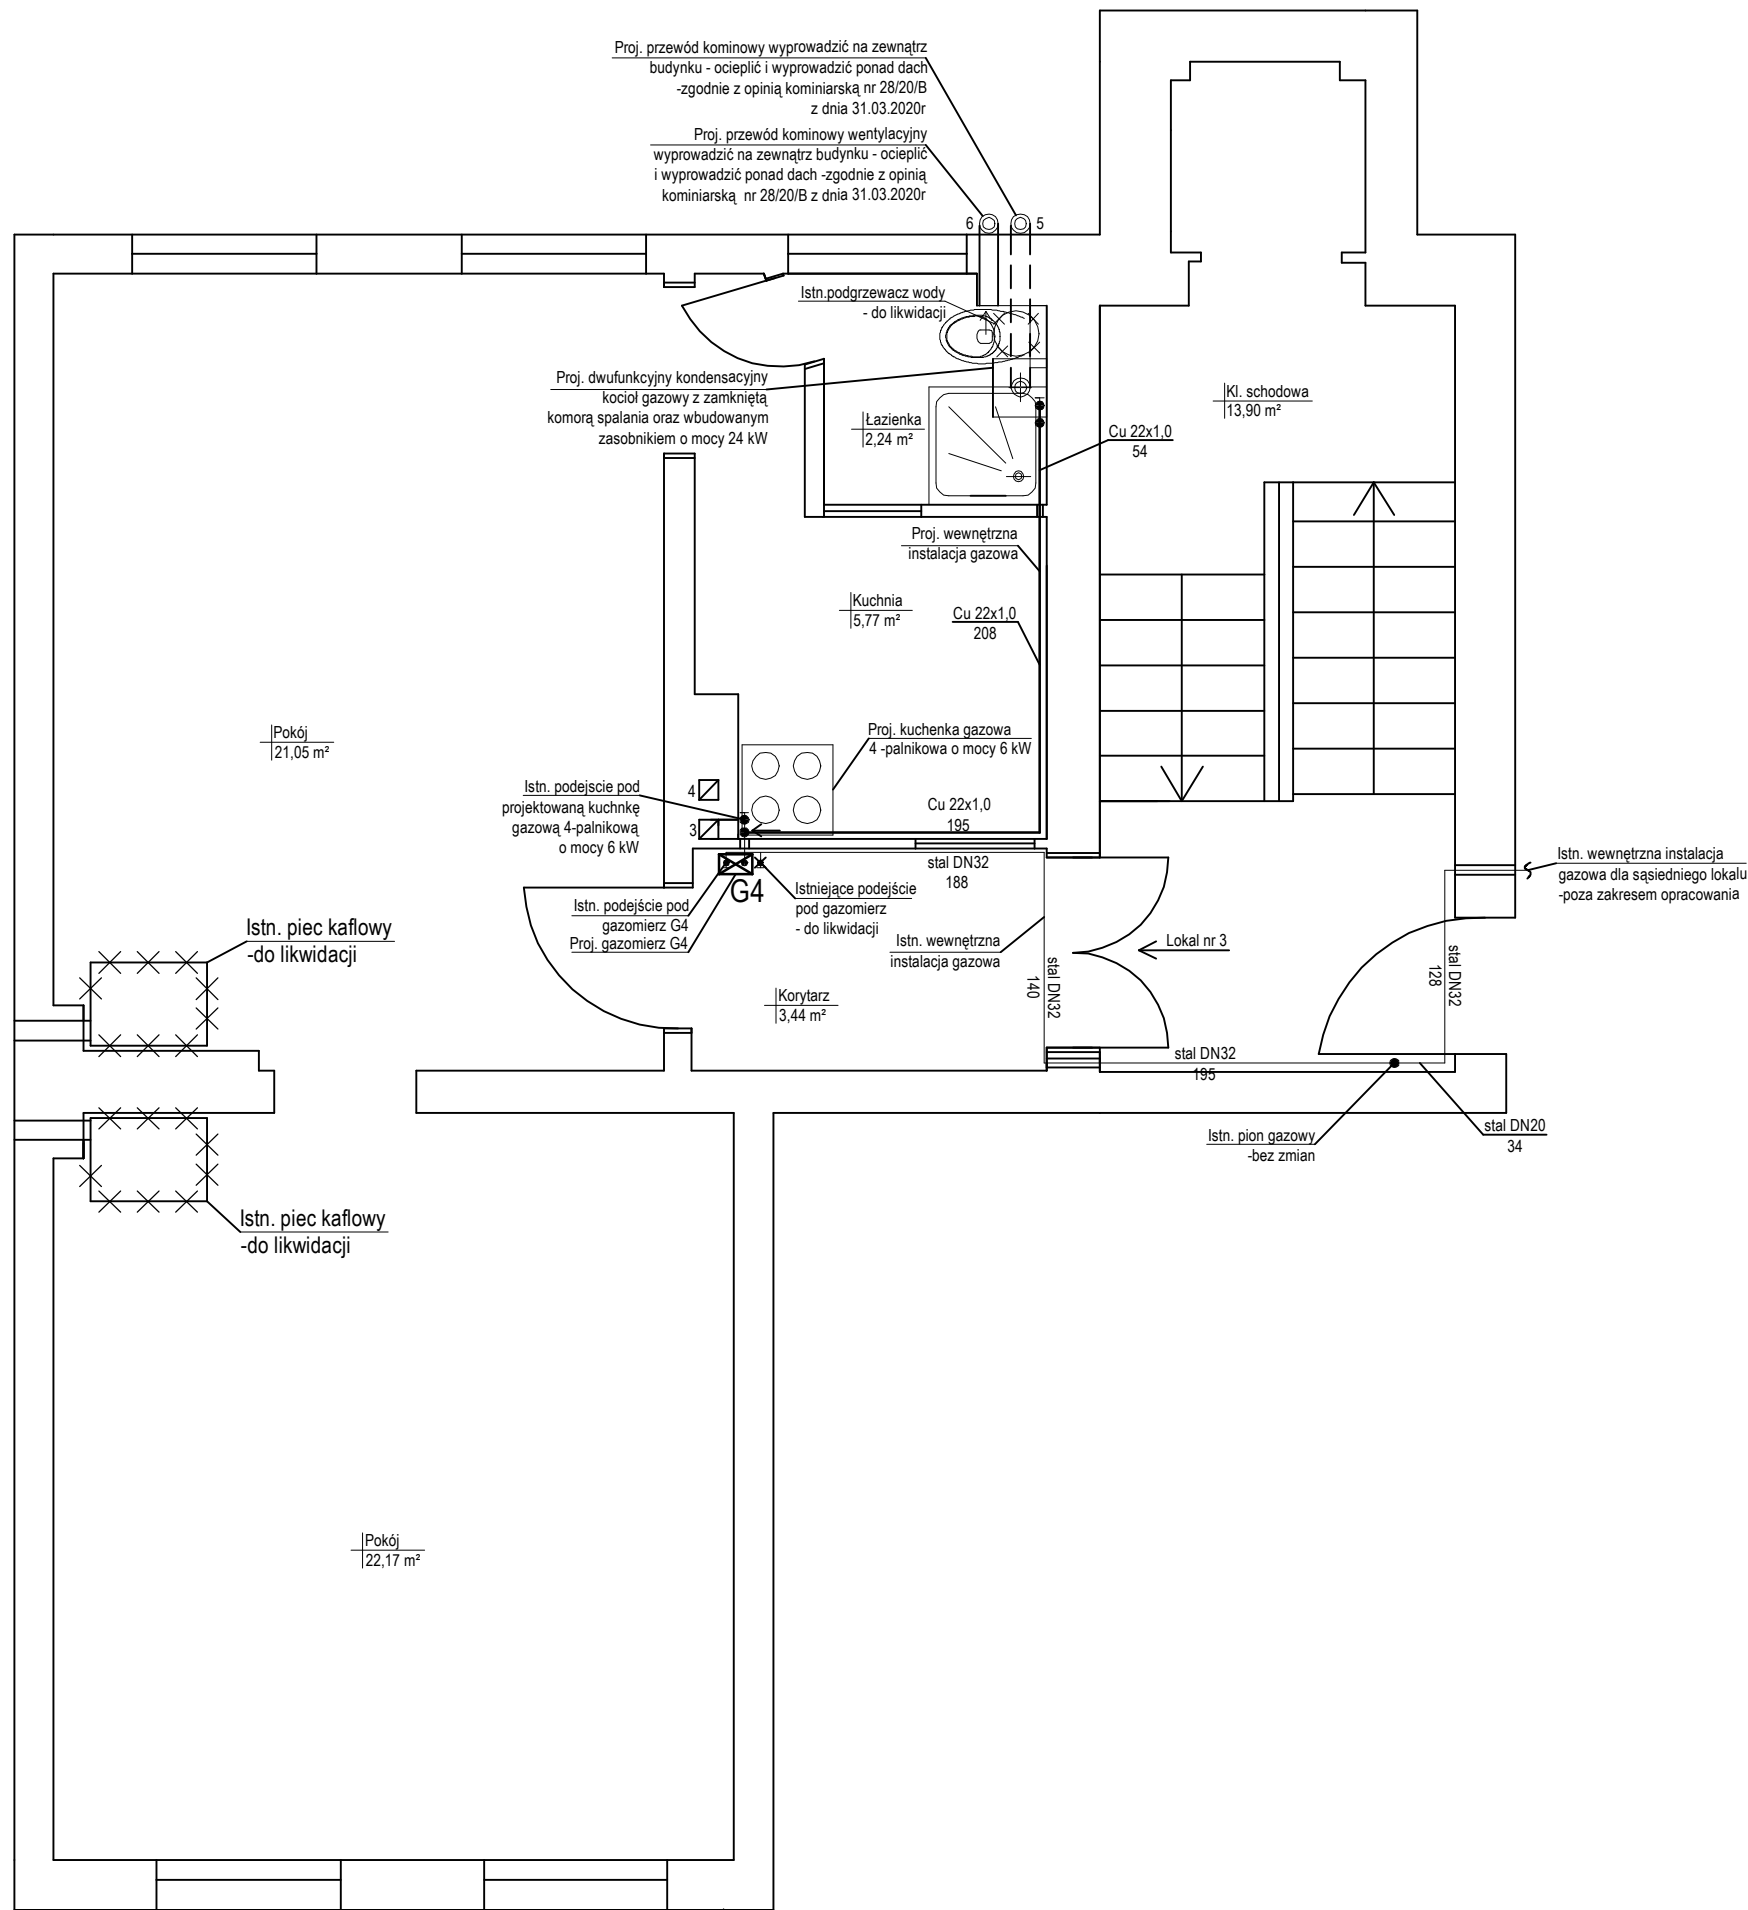 Proj. przewód kominowy wyprowadzić na zewnątrz
budynku - ocieplić i wyprowadzić ponad dach
-zgodnie z opinią kominiarską nr 28/20/B
z dnia 31.03.2020r
Proj. przewód kominowy wentylacyjny
wyprowadzić na zewnątrz budynku - ocieplić
i wyprowadzić ponad dach -zgodnie z opinią
kominiarską nr 28/20/B z dnia 31.03.2020r
6
5
Istn.podgrzewacz wody
- do likwidacji
Proj. dwufunkcyjny kondensacyjny
kocioł gazowy z zamkniętą
komorą spalania oraz wbudowanym
zasobnikiem o mocy 24 kW
Łazienka
2,24 m²
Kl. schodowa
13,90 m²
Cu 22x1,0
54
Proj. wewnętrzna
instalacja gazowa
Kuchnia
5,77 m²
Cu 22x1,0
208
Pokój
21,05 m²
Proj. kuchenka gazowa
4 -palnikowa o mocy 6 kW
Istn. podejscie pod
projektowaną kuchnkę
gazową 4-palnikową
o mocy 6 kW
4
3
Cu 22x1,0
195
stal DN32
188
G4
Istn. podejście pod
gazomierz G4
Proj. gazomierz G4
Istniejące podejście
pod gazomierz
- do likwidacji
Istn. wewnętrzna
instalacja gazowa
Istn. wewnętrzna instalacja
gazowa dla sąsiedniego lokalu
-poza zakresem opracowania
Lokal nr 3
Istn. piec kaflowy
-do likwidacji
stal DN32
140
stal DN32
128
Korytarz
3,44 m²
stal DN32
195
Istn. pion gazowy
-bez zmian
stal DN20
34
Istn. piec kaflowy
-do likwidacji
Pokój
22,17 m²